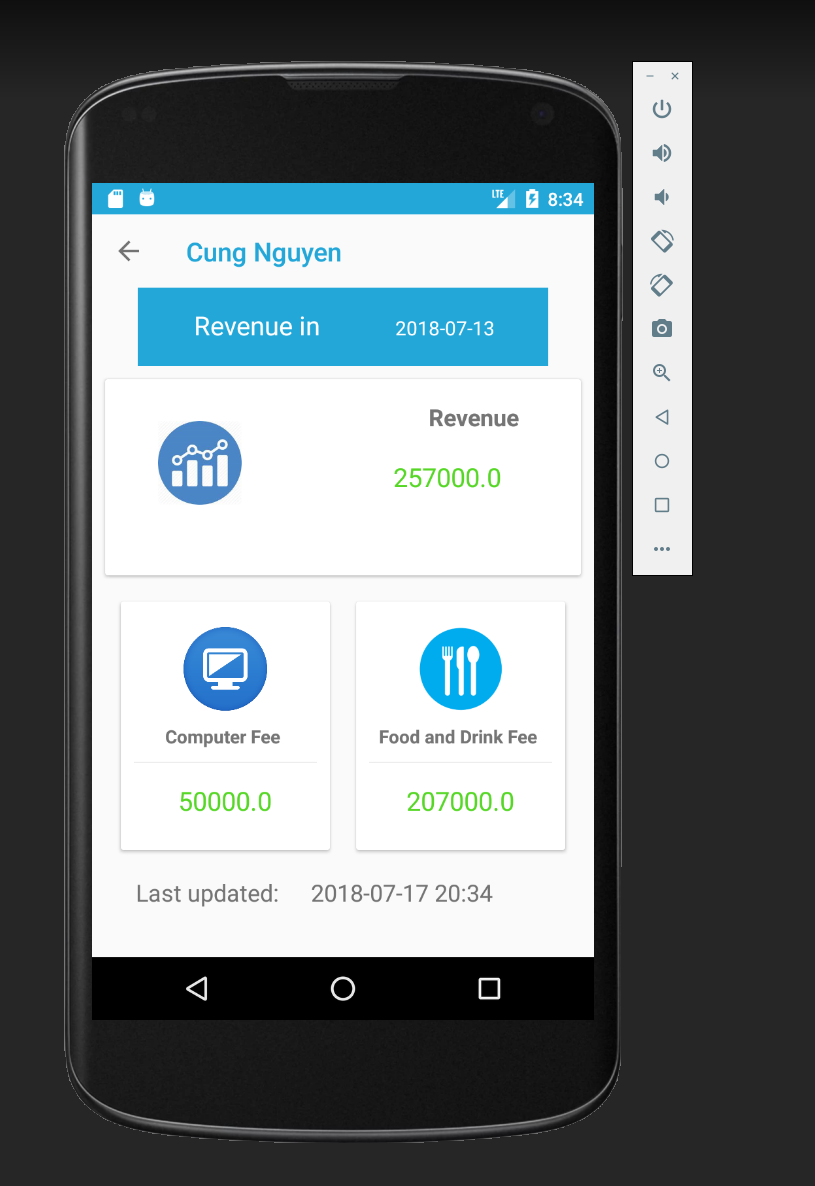 LTE 8:34
Cung Nguyen
Revenue in 2018-07-13
Revenue
257000.0
Computer Fee
50000.0
Food and Drink Fee
207000.0
Last updated: 2018-07-17 20:34